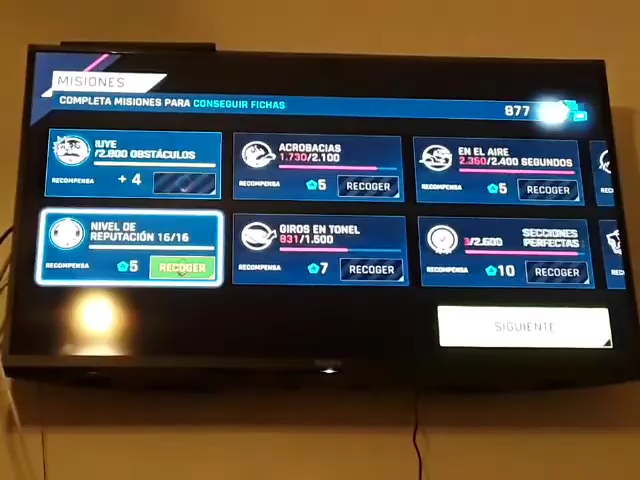 MISIONES
COMPLETA MISIONES PARA CONSEGUIR FICHAS
877
/2.800 OBSTÁCULOS
RECOMPENSA + 4
ACROBACIAS
1.730/2.100
RECOMPENSA 5 RECOGER
EN EL AIRE
2.360/2.400 SEGUNDOS
RECOMPENSA 5 RECOGER
NIVEL DE
REPUTACIÓN 16/16
RECOMPENSA 5 RECOGER
GIROS EN TONEL
831/1.500
RECOMPENSA 7 RECOGER
/2.600 SECCIONES
PERFECTAS
RECOMPENSA 10 RECOGER
SIGUIENTE